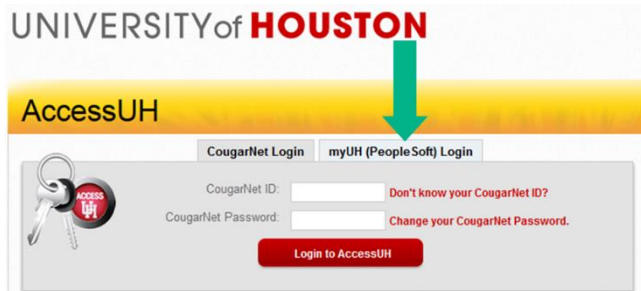 UNIVERSITY of HOUSTON
AccessUH
CougarNet Login myUH (PeopleSoft) Login
ACCESS
UH
CougarNet ID: Don't know your CougarNet ID?
CougarNet Password: Change your CougarNet Password.
Login to AccessUH